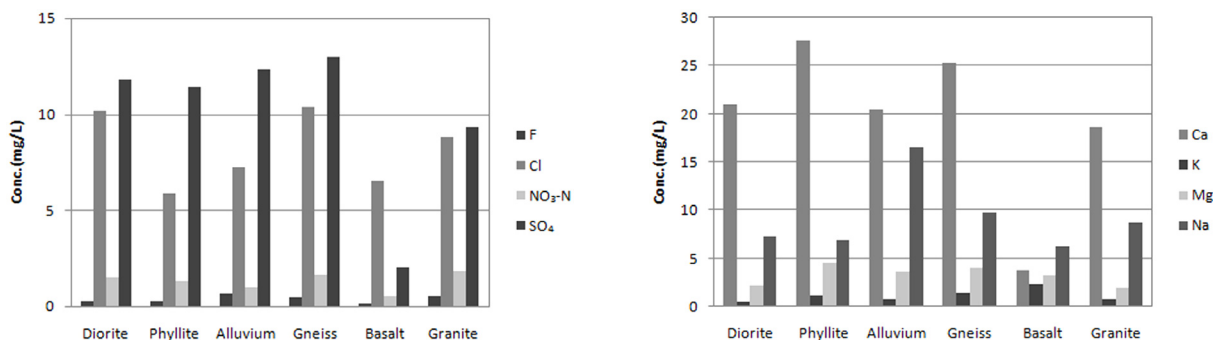 15
10
5
0
Conc.(mg/L)
Diorite Phyllite Alluvium Gneiss Basalt Granite
F
Cl
NO₃-N
SO₄
30
25
20
15
10
5
0
Conc.(mg/L)
Diorite Phyllite Alluvium Gneiss Basalt Granite
Ca
K
Mg
Na